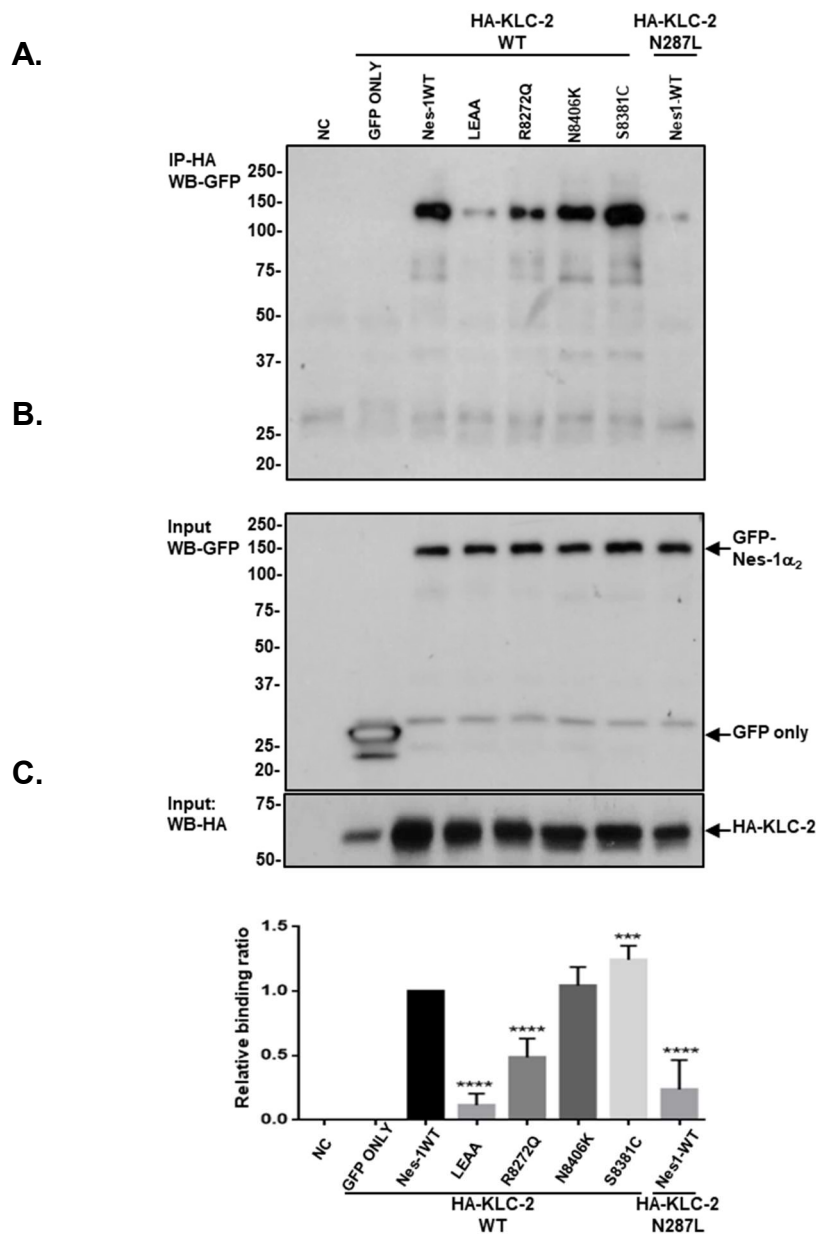 A.
HA-KLC-2
WT
HA-KLC-2
N287L
NC
GFP ONLY
Nes-1WT
LEAA
R8272Q
N8406K
S8381C
Nes1-WT
IP-HA
WB-GFP
250-
150-
100-
75-
50-
37-
25-
20-
B.
Input
WB-GFP
250-
150-
100-
75-
50-
37-
25-
20-
GFP-
Nes-1α₂
GFP only
C.
Input:
WB-HA
75-
50-
HA-KLC-2
Relative binding ratio
1.5
1.0
0.5
0.0
****
****
***
****
NC
GFP ONLY
Nes-1WT
LEAA
R8272Q
N8406K
S8381C
Nes1-WT
HA-KLC-2
WT
HA-KLC-2
N287L